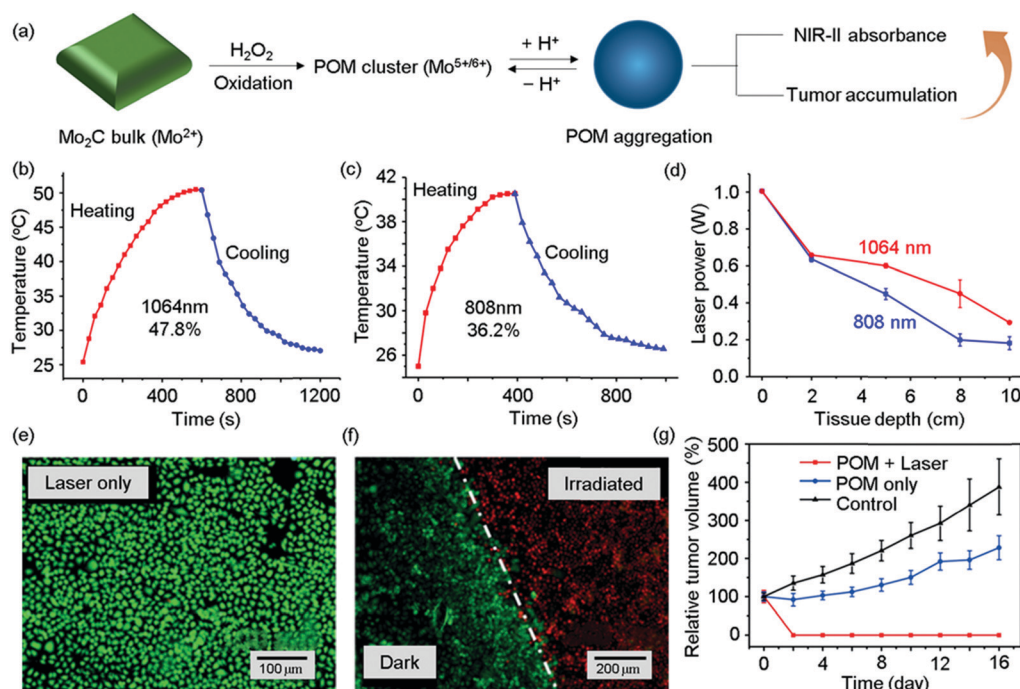 (a)
H₂O₂
Oxidation
Mo₂C bulk (Mo²⁺)
POM cluster (Mo⁵⁺/⁶⁺)
+ H⁺
− H⁺
POM aggregation
NIR-II absorbance
Tumor accumulation
(b)
Temperature (°C)
50
45
40
35
30
25
Heating
Cooling
1064nm
47.8%
0 400 800 1200
Time (s)
(c)
Temperature (°C)
42
38
34
30
26
Heating
Cooling
808nm
36.2%
0 400 800
Time (s)
(d)
Laser power (W)
1.0
0.8
0.6
0.4
0.2
0.0
1064 nm
808 nm
0 2 4 6 8 10
Tissue depth (cm)
(e)
Laser only
100 μm
(f)
Irradiated
Dark
200 μm
(g)
Relative tumor volume (%)
500
400
300
200
100
0
POM + Laser
POM only
Control
0 4 8 12 16
Time (day)